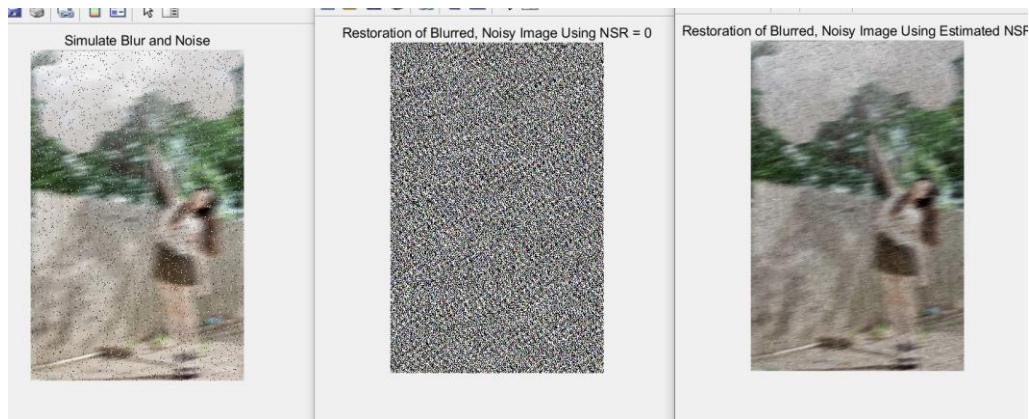 Simulate Blur and Noise
Restoration of Blurred, Noisy Image Using NSR = 0
Restoration of Blurred, Noisy Image Using Estimated NSR